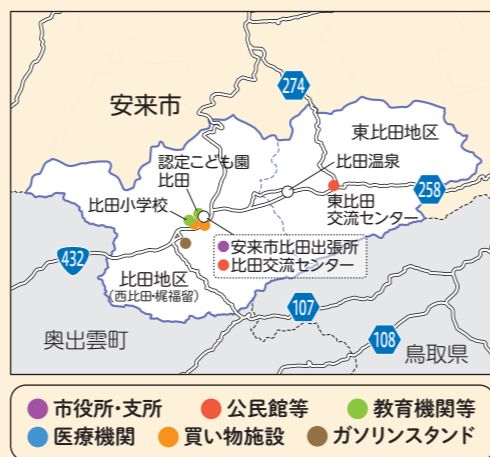 274
安来市
東比田地区
認定こども園
比田
比田温泉
258
比田小学校
東比田
交流センター
安来市比田出張所
比田交流センター
432
比田地区
(西比田・梶福留)
107
奥出雲町
108
鳥取県
市役所・支所
公民館等
教育機関等
医療機関
買い物施設
ガソリンスタンド